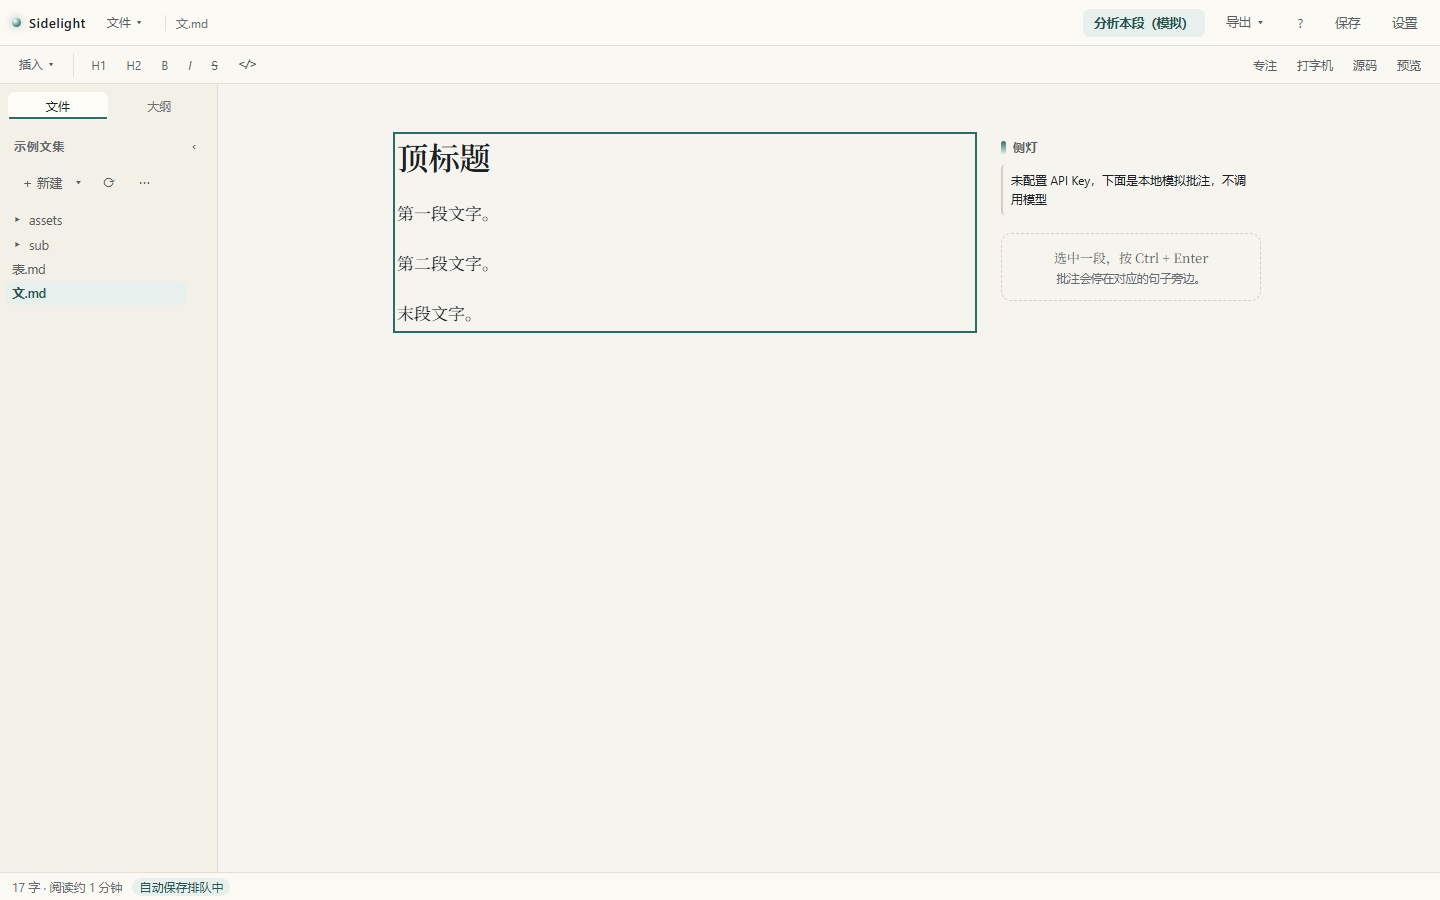 Sidelight 文件 文.md 分析本段（模拟） 导出 ? 保存 设置
插入 H1 H2 B I S </> 专注 打字机 源码 预览
文件 大纲
示例文集
+ 新建 ...
assets
sub
表.md
文.md
顶标题
第一段文字。
第二段文字。
末段文字。
侧灯
未配置 API Key，下面是本地模拟批注，不调
用模型
选中一段，按 Ctrl + Enter
批注会停在对应的句子旁边。
17 字 · 阅读约 1 分钟 自动保存排队中